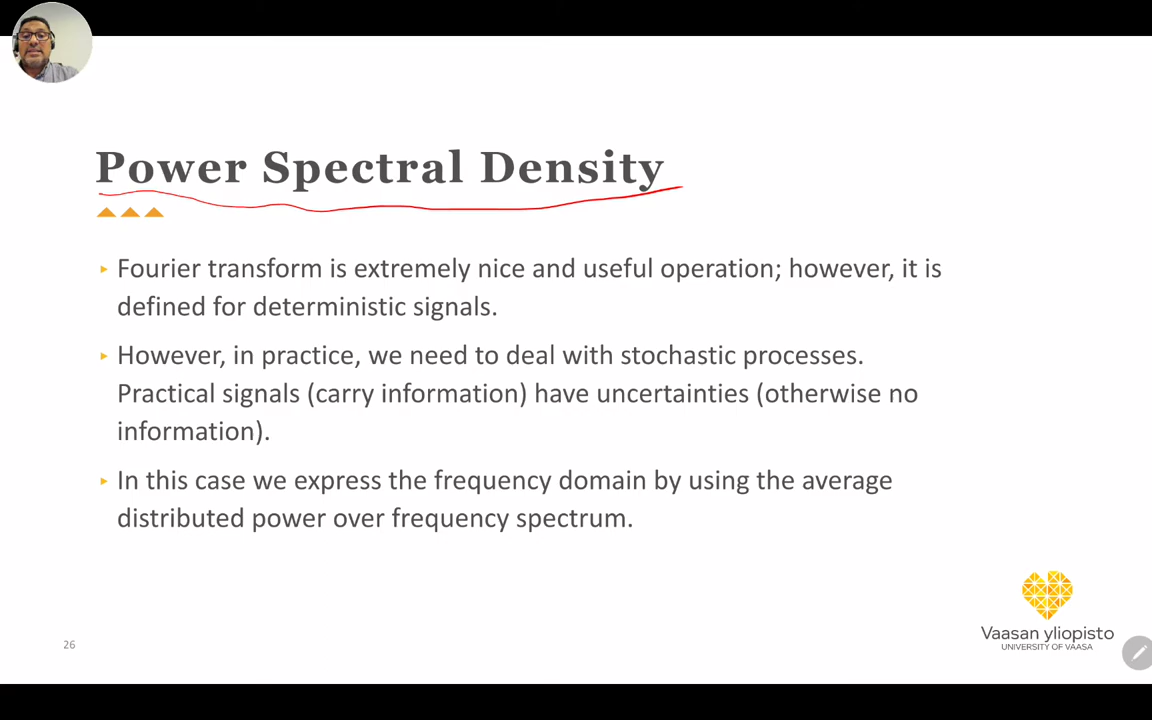 Power Spectral Density
Fourier transform is extremely nice and useful operation; however, it is
defined for deterministic signals.
However, in practice, we need to deal with stochastic processes.
Practical signals (carry information) have uncertainties (otherwise no
information).
In this case we express the frequency domain by using the average
distributed power over frequency spectrum.
26
Vaasan yliopisto
UNIVERSITY OF VAASA